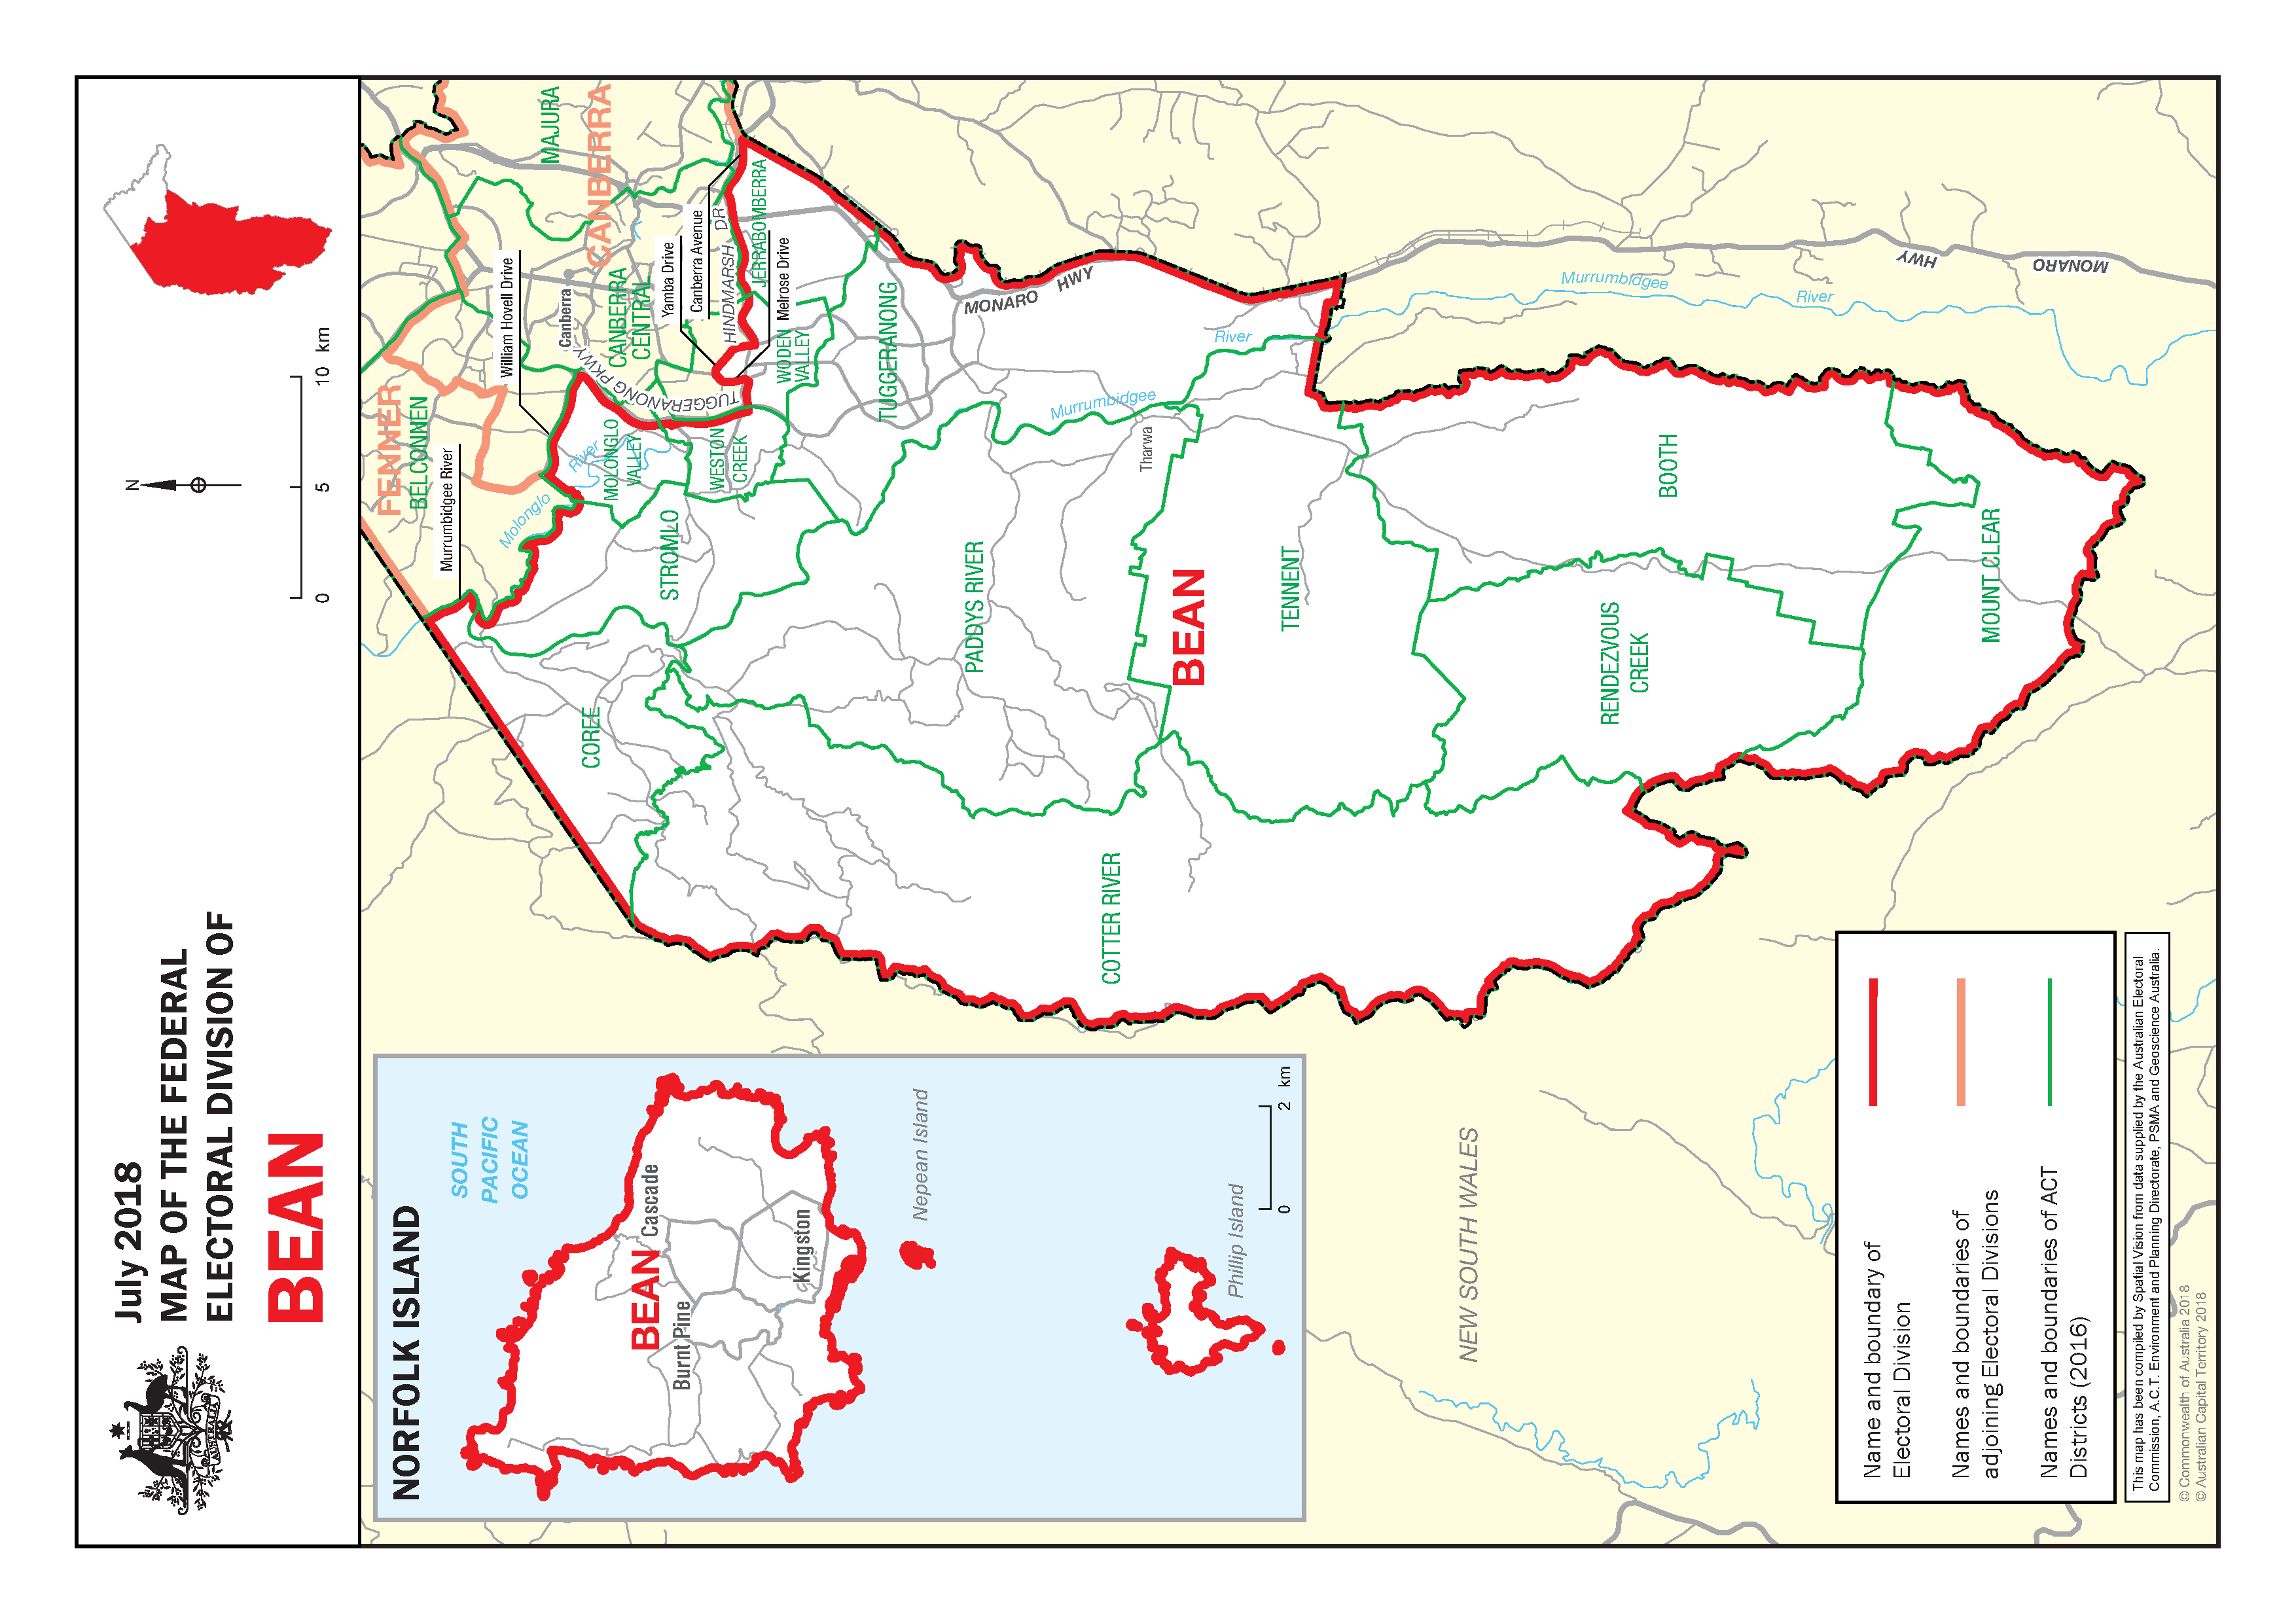 July 2018
MAP OF THE FEDERAL
ELECTORAL DIVISION OF
BEAN
AUSTRALIA
N
0 5 10 km
NORFOLK ISLAND
SOUTH
PACIFIC
OCEAN
BEAN
Cascade
Burnt Pine
Kingston
Nepean Island
Phillip Island
0 2 km
FENNER
BELCONNEN
Murrumbidgee River
William Hovell Drive
Canberra
MAJURA
CANBERRA
CANBERRA
CENTRAL
Yamba Drive
Canberra Avenue
HINDMARSH DR
JERRABOMBERRA
Melrose Drive
TUGGERANONG PKWY
WODEN
VALLEY
Molonglo
River
MOLONGLO
VALLEY
WESTON
CREEK
STROMLO
COREE
TUGGERANONG
MONARO HWY
PADDYS RIVER
Murrumbidgee
River
Tharwa
COTTER RIVER
BEAN
TENNENT
BOOTH
RENDEZVOUS
CREEK
MOUNT CLEAR
Murrumbidgee
River
MONARO
HWY
NEW SOUTH WALES
Name and boundary of
Electoral Division
Names and boundaries of
adjoining Electoral Divisions
Names and boundaries of ACT
Districts (2016)
This map has been compiled by Spatial Vision from data supplied by the Australian Electoral
Commission, A.C.T. Environment and Planning Directorate, PSMA and Geoscience Australia.
© Commonwealth of Australia 2018
© Australian Capital Territory 2018